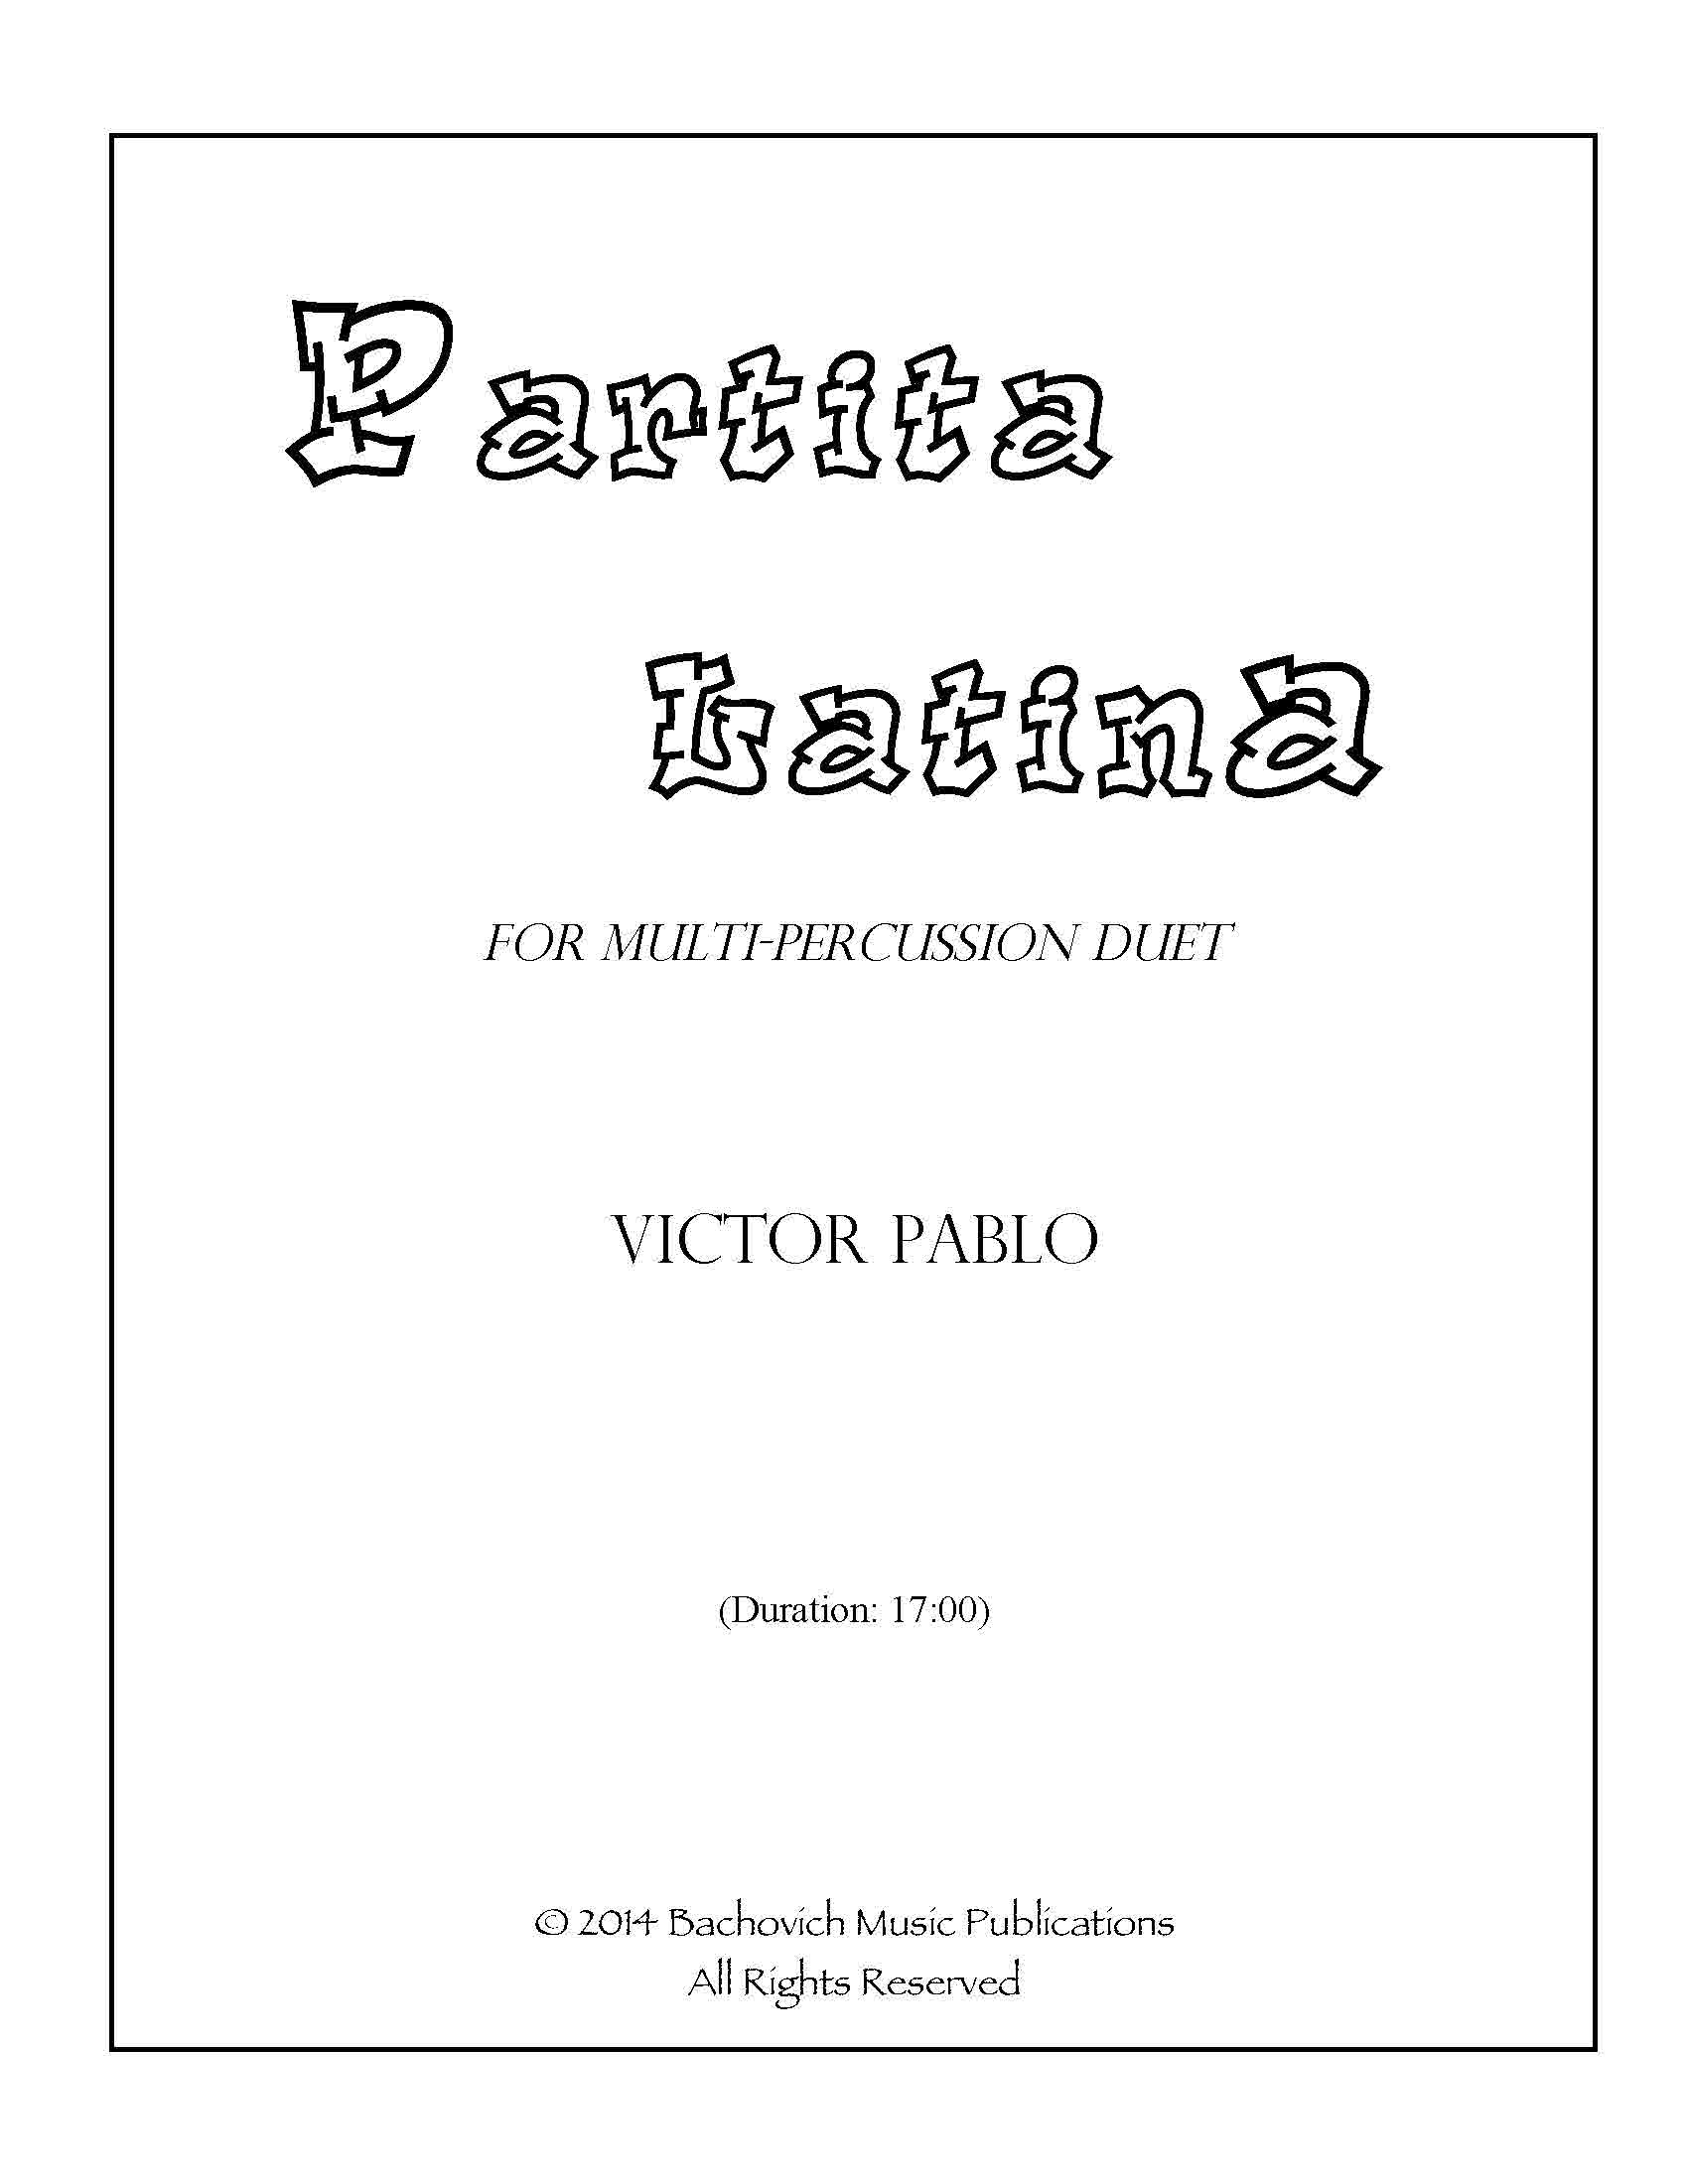 Partita
LatinA
FOR MULTI-PERCUSSION DUET
VICTOR PABLO
(Duration: 17:00)
© 2014 Bachovich Music Publications
All Rights Reserved